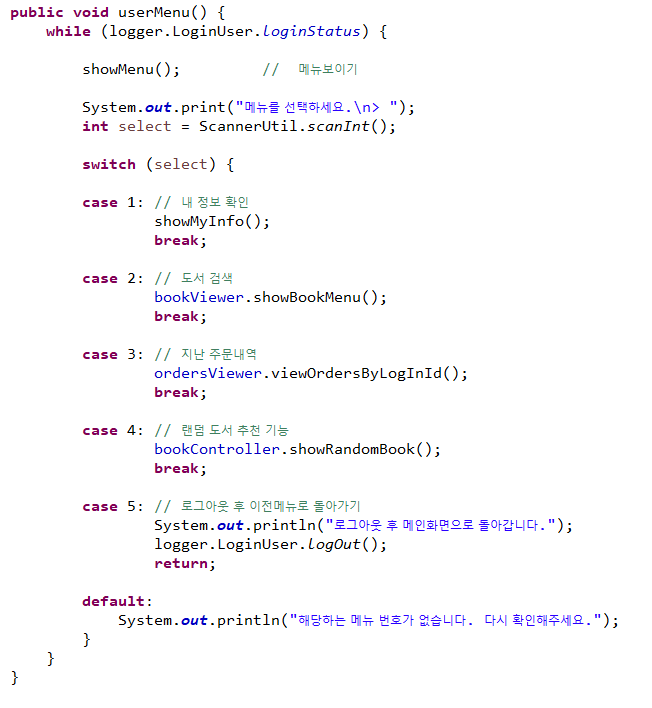 public void userMenu() {
while (logger.LoginUser.loginStatus) {
showMenu(); // 메뉴보이기
System.out.print("메뉴를 선택하세요.\n> ");
int select = ScannerUtil.scanInt();
switch (select) {
case 1: // 내 정보 확인
showMyInfo();
break;
case 2: // 도서 검색
bookViewer.showBookMenu();
break;
case 3: // 지난 주문내역
ordersViewer.viewOrdersByLogInId();
break;
case 4: // 랜덤 도서 추천 기능
bookController.showRandomBook();
break;
case 5: // 로그아웃 후 이전메뉴로 돌아가기
System.out.println("로그아웃 후 메인화면으로 돌아갑니다.");
logger.LoginUser.logOut();
return;
default:
System.out.println("해당하는 메뉴 번호가 없습니다. 다시 확인해주세요.");
}
}
}